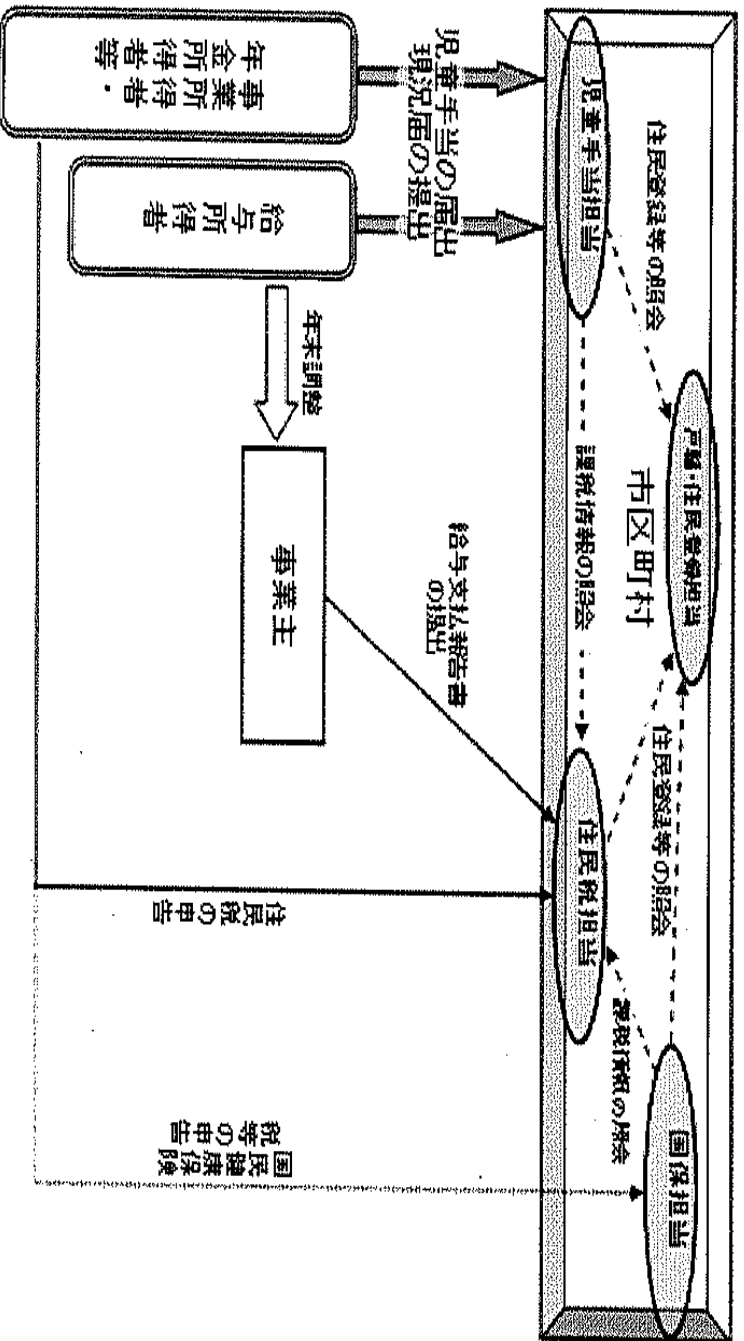 市区町村
戸籍・住民登録担当
国保担当
住民登録等の照会
住民登録等の照会
課税情報の照会
児童手当担当
課税情報の照会
住民税担当
児童手当の届出
現況届の提出
給与支払報告書
の提出
年末調整
給与所得者
事業主
事業所得者・
年金所得者等
住民税の申告
国民健康保険
税等の申告